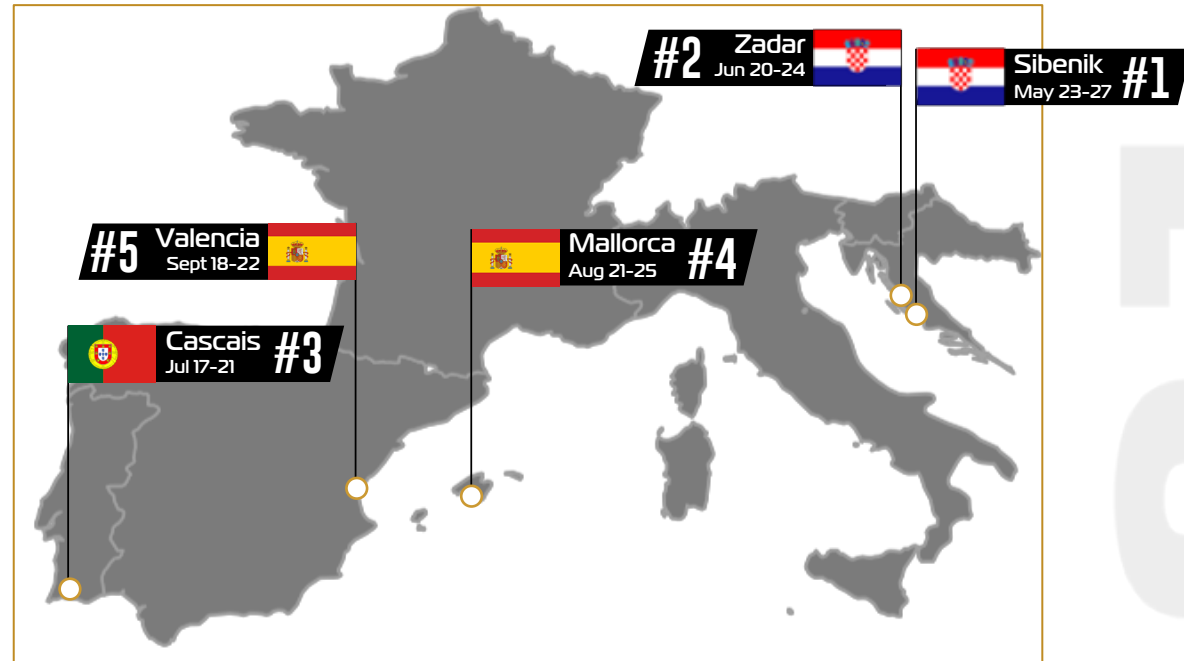 #2
Zadar
Jun 20-24
Sibenik
May 23-27
#1
#5
Valencia
Sept 18-22
Mallorca
Aug 21-25
#4
Cascais
Jul 17-21
#3